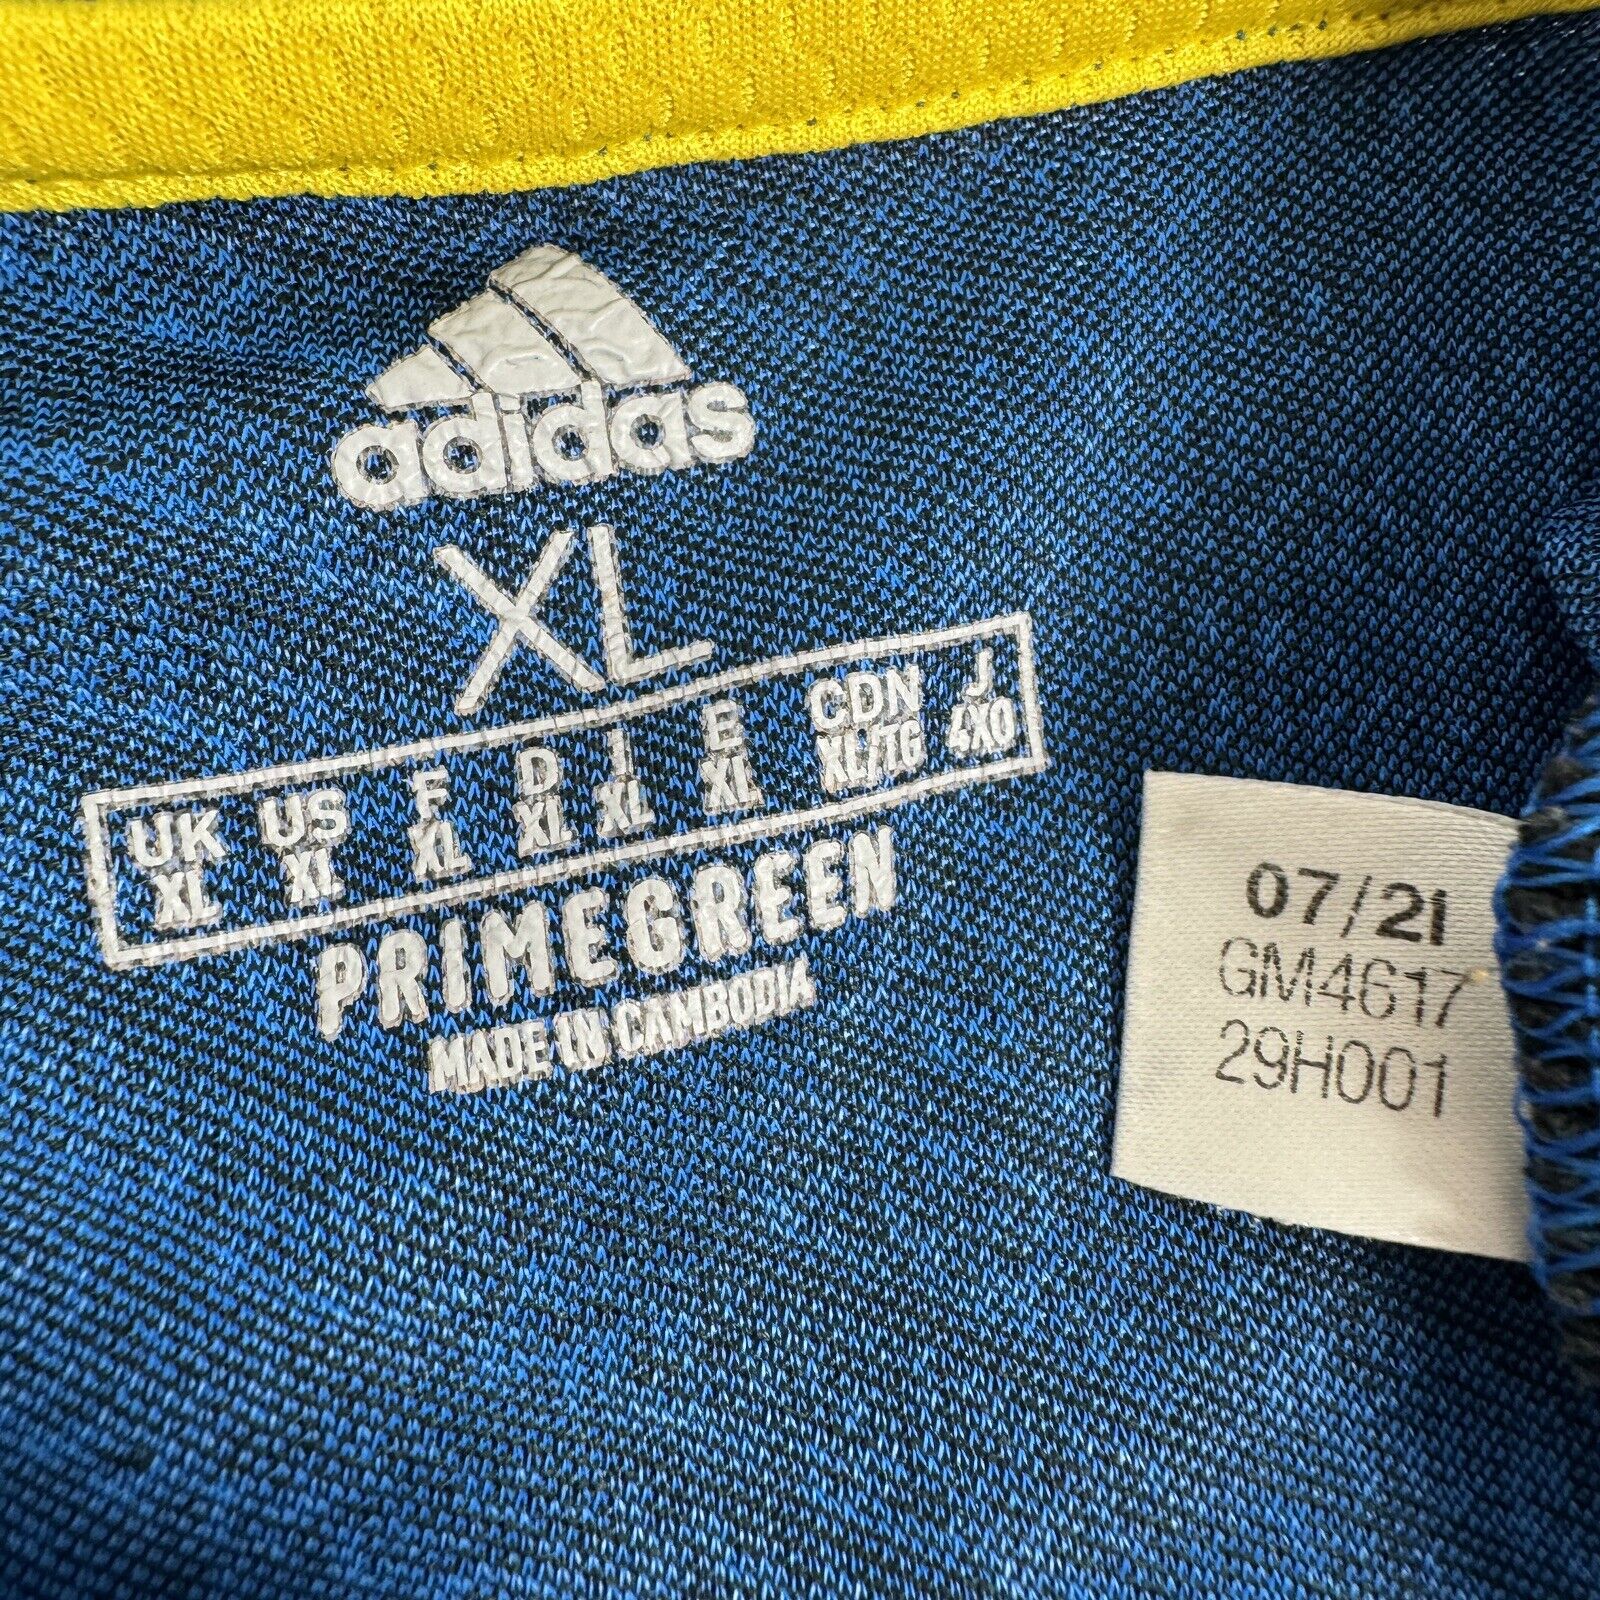 adidas
XL
UK US F D I E CDN J
XL XL XL XL XL XL XL/TG 4XO
PRIMEGREEN
MADE IN CAMBODIA
07/21
GM4617
29H001